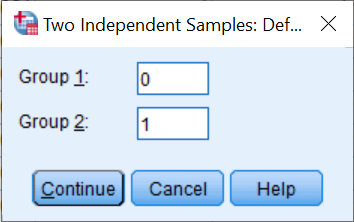 Two Independent Samples: Def...
Group 1: 0
Group 2: 1
Continue Cancel Help